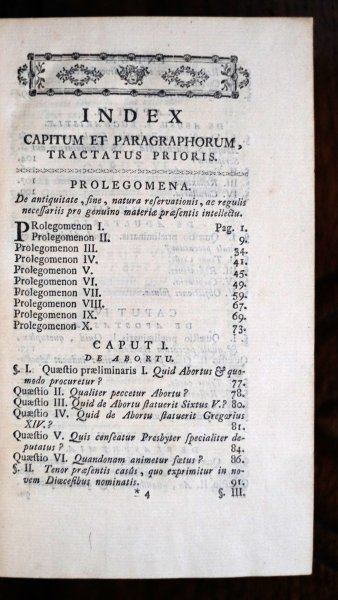 INDEX
CAPITUM ET PARAGRAPHORUM,
TRACTATUS PRIORIS.
PROLEGOMENA.
De antiquitate, fine, natura reservationis, ac regulis
necessariis pro genuino materiæ præsentis intellectu.
PRolegomenon I. Pag. 1.
Prolegomenon II. 9.
Prolegomenon III. 34.
Prolegomenon IV. 41.
Prolegomenon V. 45.
Prolegomenon VI. 49.
Prolegomenon VII. 59.
Prolegomenon VIII. 67.
Prolegomenon IX. 69.
Prolegomenon X. 73.
CAPUT I.
DE ABORTU.
§. I. Quæstio præliminaris I. Quid Abortus & quo-
modo procuretur? 77.
Quæstio II. Qualiter peccetur Abortu? 78.
Quæstio III. Quid de Abortu statuerit Sixtus V.? 80.
Quæstio IV. Quid de Abortu statuerit Gregorius
XIV.? 81.
Quæstio V. Quis censeatur Presbyter specialiter de-
putatus? 84.
Quæstio VI. Quandonam animetur fœtus? 86.
§. II. Tenor præsentis casûs, quo exprimitur in no-
vem Diœcesibus nominatis. 91.
* 4 §. III.